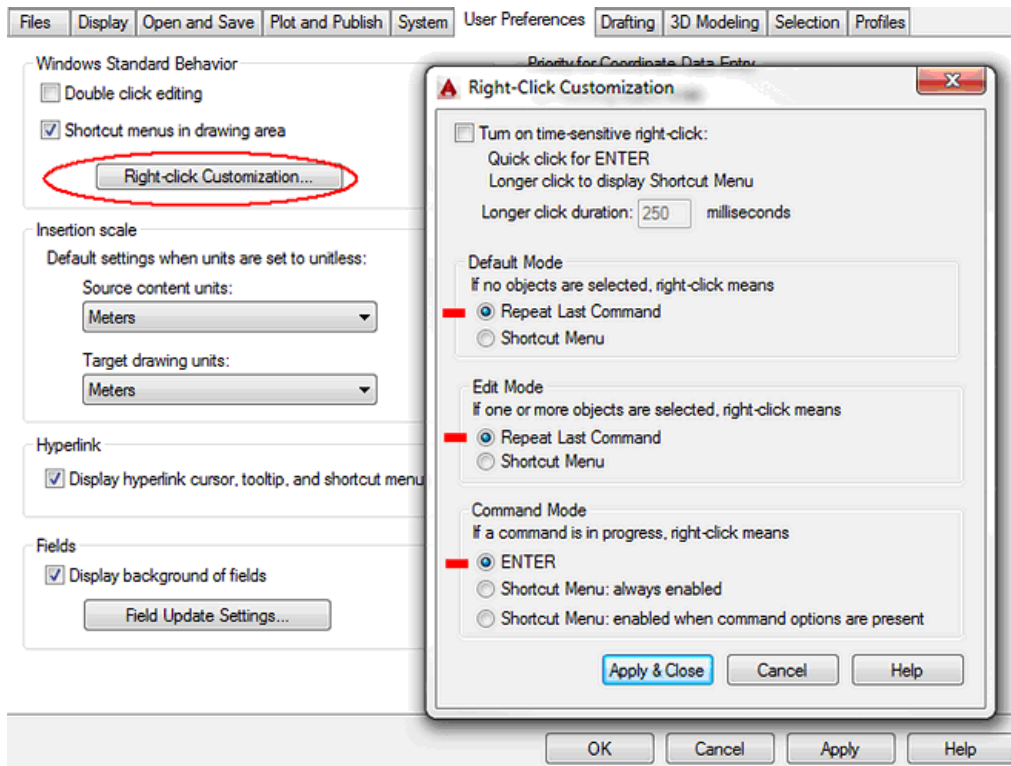 Files Display Open and Save Plot and Publish System User Preferences Drafting 3D Modeling Selection Profiles
Windows Standard Behavior
Double click editing
Shortcut menus in drawing area
Right-click Customization...
Insertion scale
Default settings when units are set to unitless:
Source content units:
Meters
Target drawing units:
Meters
Hyperlink
Display hyperlink cursor, tooltip, and shortcut menu
Fields
Display background of fields
Field Update Settings...
Priority for Coordinate Data Entry
Right-Click Customization
Turn on time-sensitive right-click:
Quick click for ENTER
Longer click to display Shortcut Menu
Longer click duration: 250 milliseconds
Default Mode
If no objects are selected, right-click means
Repeat Last Command
Shortcut Menu
Edit Mode
If one or more objects are selected, right-click means
Repeat Last Command
Shortcut Menu
Command Mode
If a command is in progress, right-click means
ENTER
Shortcut Menu: always enabled
Shortcut Menu: enabled when command options are present
Apply & Close Cancel Help
OK Cancel Apply Help